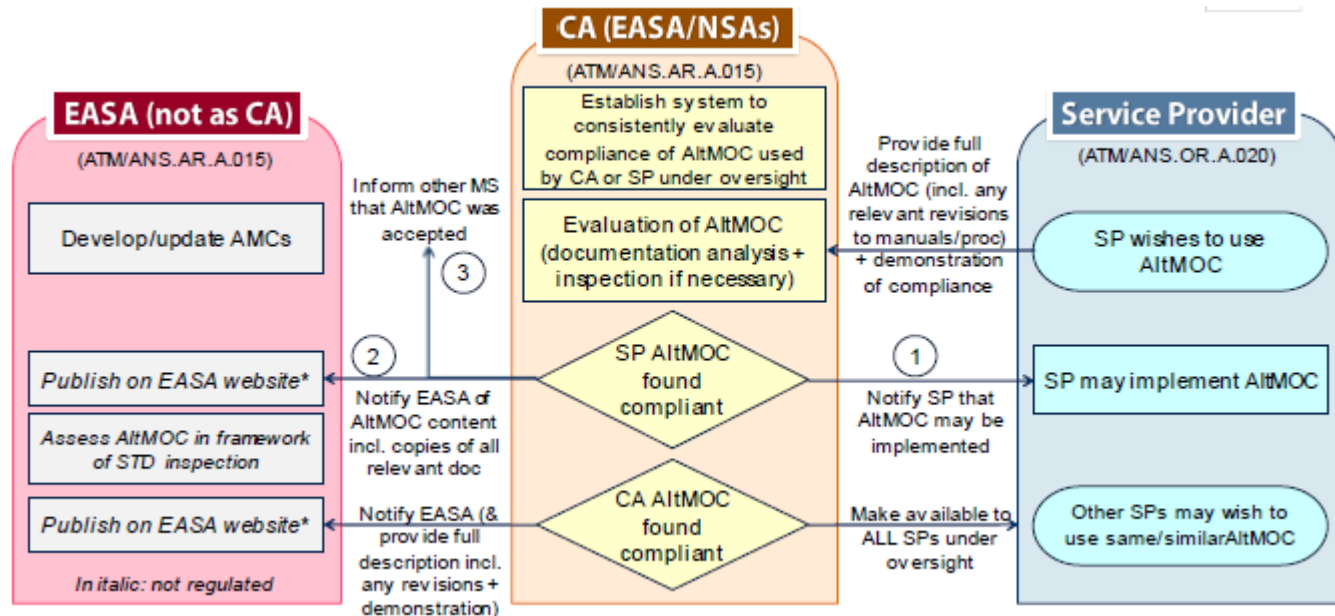 CA (EASA/NSAs)
(ATM/ANS.AR.A.015)
Establish system to
consistently evaluate
compliance of AltMOC used
by CA or SP under oversight
Evaluation of AltMOC
(documentation analysis +
inspection if necessary)
SP AltMOC
found
compliant
CA AltMOC
found
compliant
EASA (not as CA)
(ATM/ANS.AR.A.015)
Develop/update AMCs
Publish on EASA website*
Assess AltMOC in framework
of STD inspection
Publish on EASA website*
In italic: not regulated
Inform other MS
that AltMOC was
accepted
3
2
Notify EASA of
AltMOC content
incl. copies of all
relevant doc
Notify EASA (&
provide full
description incl.
any revisions +
demonstration)
Provide full
description of
AltMOC (incl. any
relevant revisions
to manuals/proc)
+ demonstration
of compliance
1
Notify SP that
AltMOC may be
implemented
Make available to
ALL SPs under
oversight
Service Provider
(ATM/ANS.OR.A.020)
SP wishes to use
AltMOC
SP may implement AltMOC
Other SPs may wish to
use same/similarAltMOC